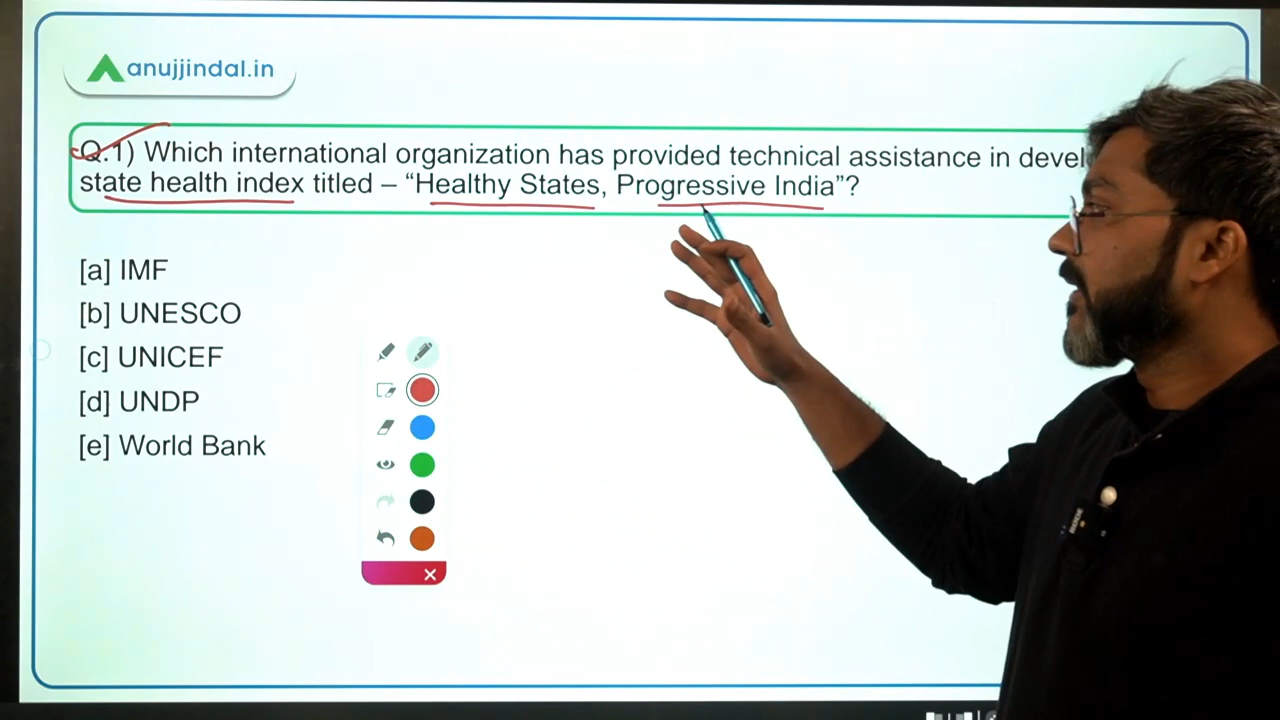 anujjindal.in
Q.1) Which international organization has provided technical assistance in
state health index titled – “Healthy States, Progressive India”?
[a] IMF
[b] UNESCO
[c] UNICEF
[d] UNDP
[e] World Bank